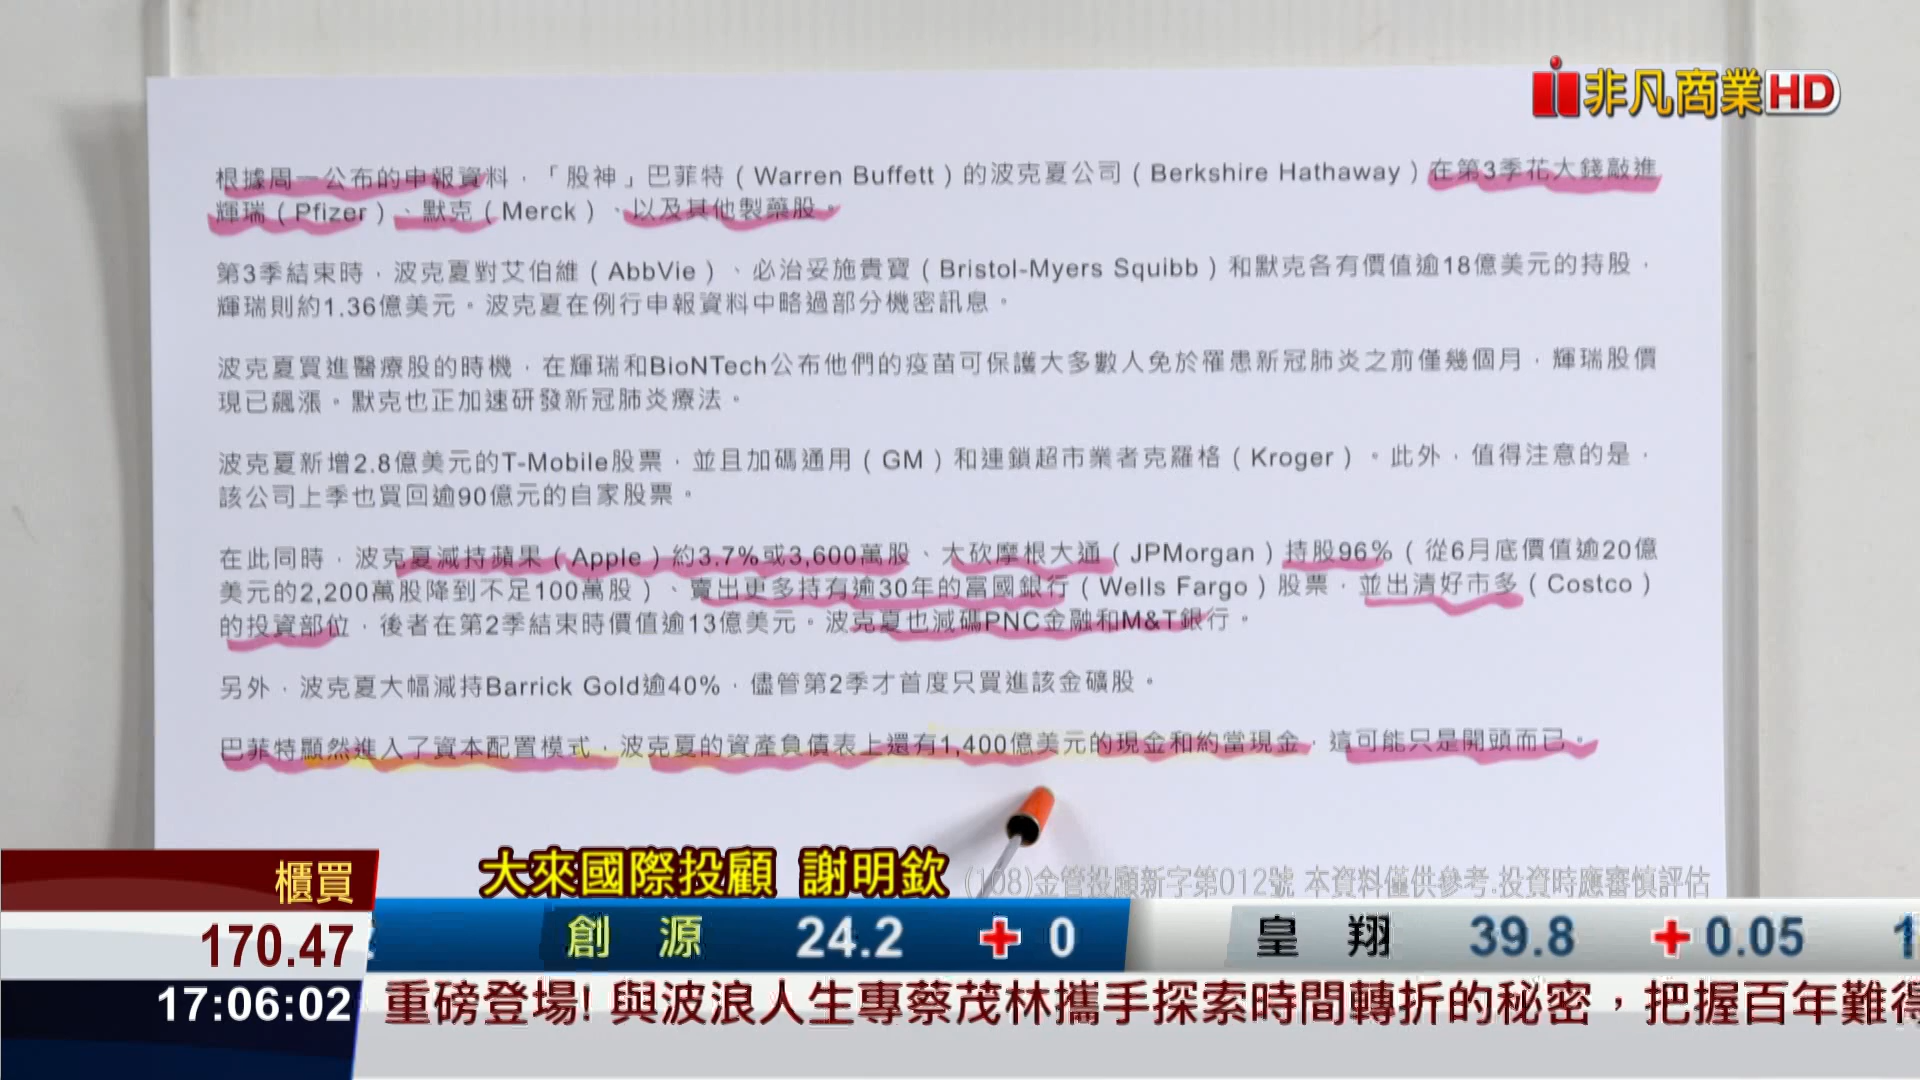 非凡商業HD
根據周一公布的申報資料，「股神」巴菲特（Warren Buffett）的波克夏公司（Berkshire Hathaway）在第3季花大錢敲進
輝瑞（Pfizer）、默克（Merck）、以及其他製藥股。
第3季結束時，波克夏對艾伯維（AbbVie）、必治妥施貴寶（Bristol-Myers Squibb）和默克各有價值逾18億美元的持股，
輝瑞則約1.36億美元。波克夏在例行申報資料中略過部分機密訊息。
波克夏買進醫療股的時機，在輝瑞和BioNTech公布他們的疫苗可保護大多數人免於罹患新冠肺炎之前僅幾個月，輝瑞股價
現已飆漲。默克也正加速研發新冠肺炎療法。
波克夏新增2.8億美元的T-Mobile股票，並且加碼通用（GM）和連鎖超市業者克羅格（Kroger）。此外，值得注意的是，
該公司上季也買回逾90億元的自家股票。
在此同時，波克夏減持蘋果（Apple）約3.7%或3,600萬股、大砍摩根大通（JPMorgan）持股96%（從6月底價值逾20億
美元的2,200萬股降到不足100萬股）、賣出更多持有逾30年的富國銀行（Wells Fargo）股票，並出清好市多（Costco）
的投資部位，後者在第2季結束時價值逾13億美元。波克夏也減碼PNC金融和M&T銀行。
另外，波克夏大幅減持Barrick Gold逾40%，儘管第2季才首度只買進該金礦股。
巴菲特顯然進入了資本配置模式，波克夏的資產負債表上還有1,400億美元的現金和約當現金，這可能只是開頭而已。
大來國際投顧 謝明欽
(108)金管投顧新字第012號 本資料僅供參考.投資時應審慎評估
櫃買
170.47
創源 24.2 + 0 皇翔 39.8 + 0.05
17:06:02
重磅登場! 與波浪人生專蔡茂林攜手探索時間轉折的秘密，把握百年難得